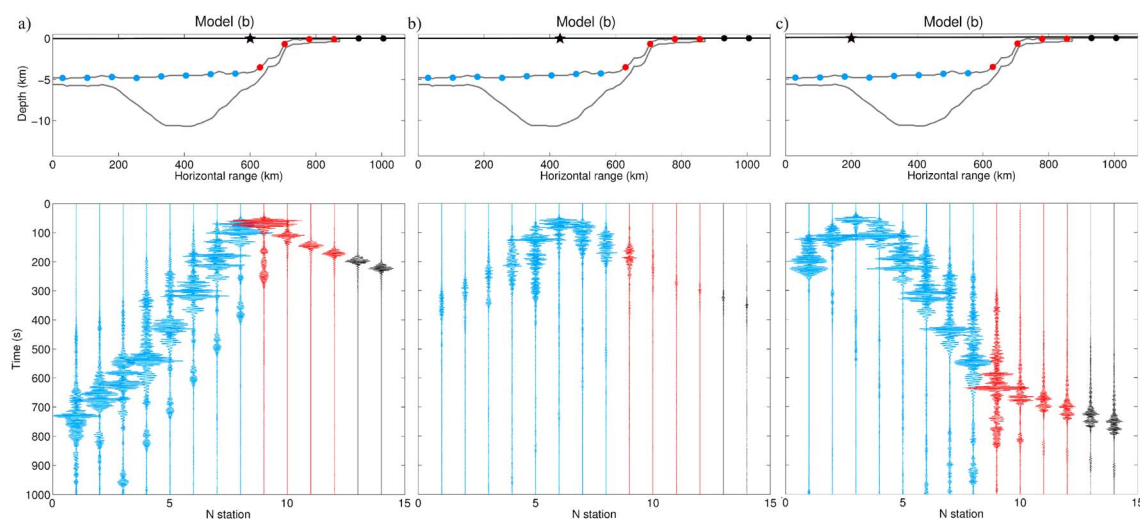 a)
Model (b)
b)
Model (b)
c)
Model (b)
Depth (km)
0
−5
−10
0 200 400 600 800 1000
Horizontal range (km)
0 200 400 600 800 1000
Horizontal range (km)
0 200 400 600 800 1000
Horizontal range (km)
Time (s)
0
100
200
300
400
500
600
700
800
900
1000
0 5 10 15
N station
5 10 15
N station
0 5 10 15
N station